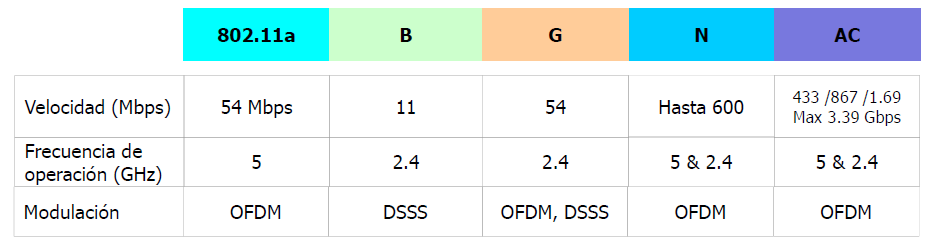 802.11a B G N AC
Velocidad (Mbps) 54 Mbps 11 54 Hasta 600 433 /867 /1.69
Max 3.39 Gbps
Frecuencia de
operación (GHz) 5 2.4 2.4 5 & 2.4 5 & 2.4
Modulación OFDM DSSS OFDM, DSSS OFDM OFDM